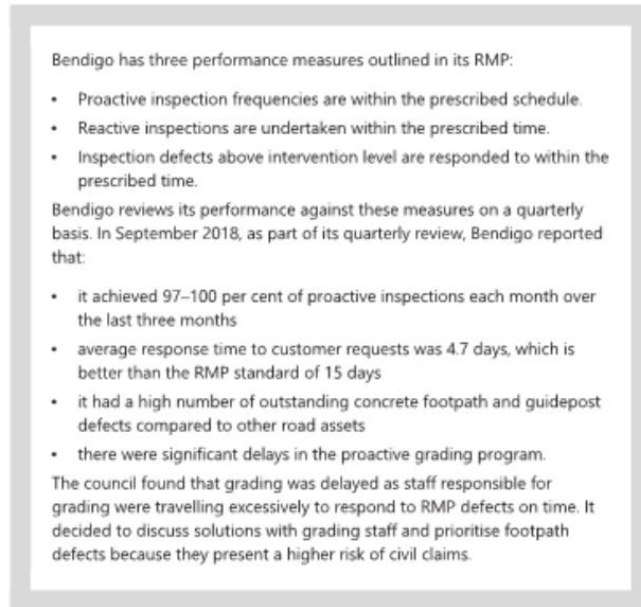 Bendigo has three performance measures outlined in its RMP:
• Proactive inspection frequencies are within the prescribed schedule.
• Reactive inspections are undertaken within the prescribed time.
• Inspection defects above intervention level are responded to within the
prescribed time.
Bendigo reviews its performance against these measures on a quarterly
basis. In September 2018, as part of its quarterly review, Bendigo reported
that:
• it achieved 97–100 per cent of proactive inspections each month over
the last three months
• average response time to customer requests was 4.7 days, which is
better than the RMP standard of 15 days
• it had a high number of outstanding concrete footpath and guidepost
defects compared to other road assets
• there were significant delays in the proactive grading program.
The council found that grading was delayed as staff responsible for
grading were travelling excessively to respond to RMP defects on time. It
decided to discuss solutions with grading staff and prioritise footpath
defects because they present a higher risk of civil claims.